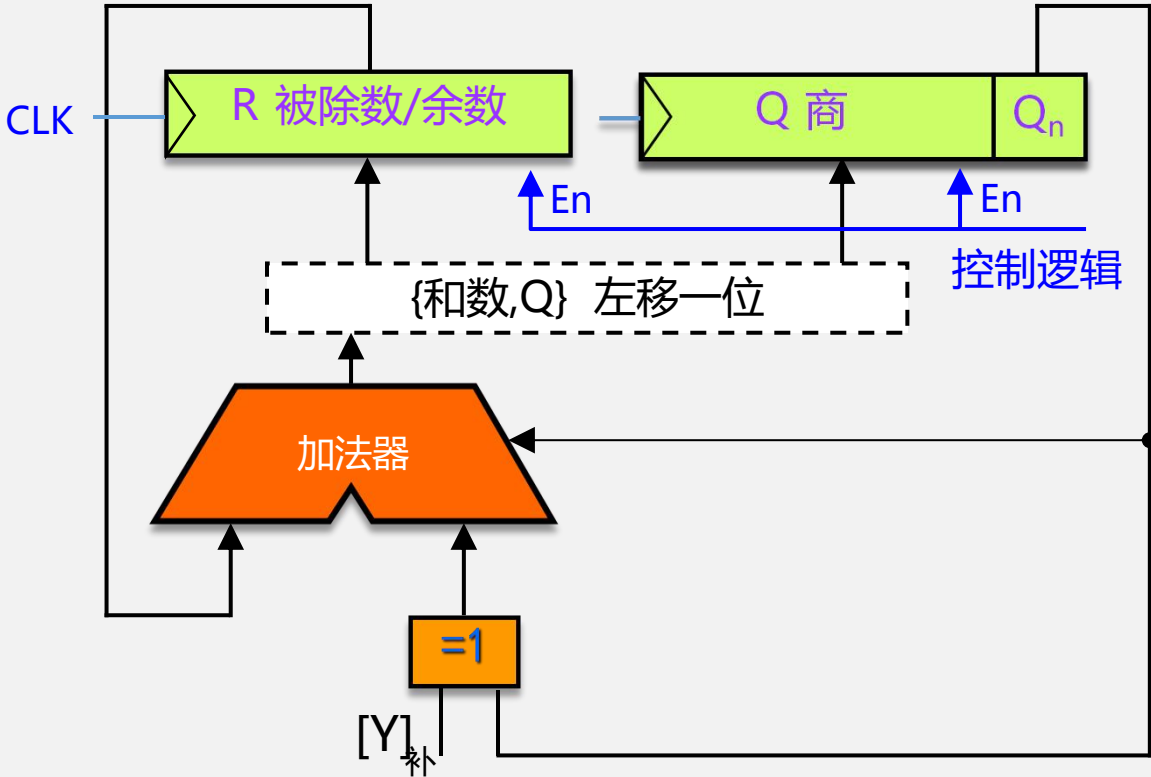 CLK
R 被除数/余数
Q 商
Qn
En
En
控制逻辑
{和数,Q} 左移一位
加法器
=1
[Y]补